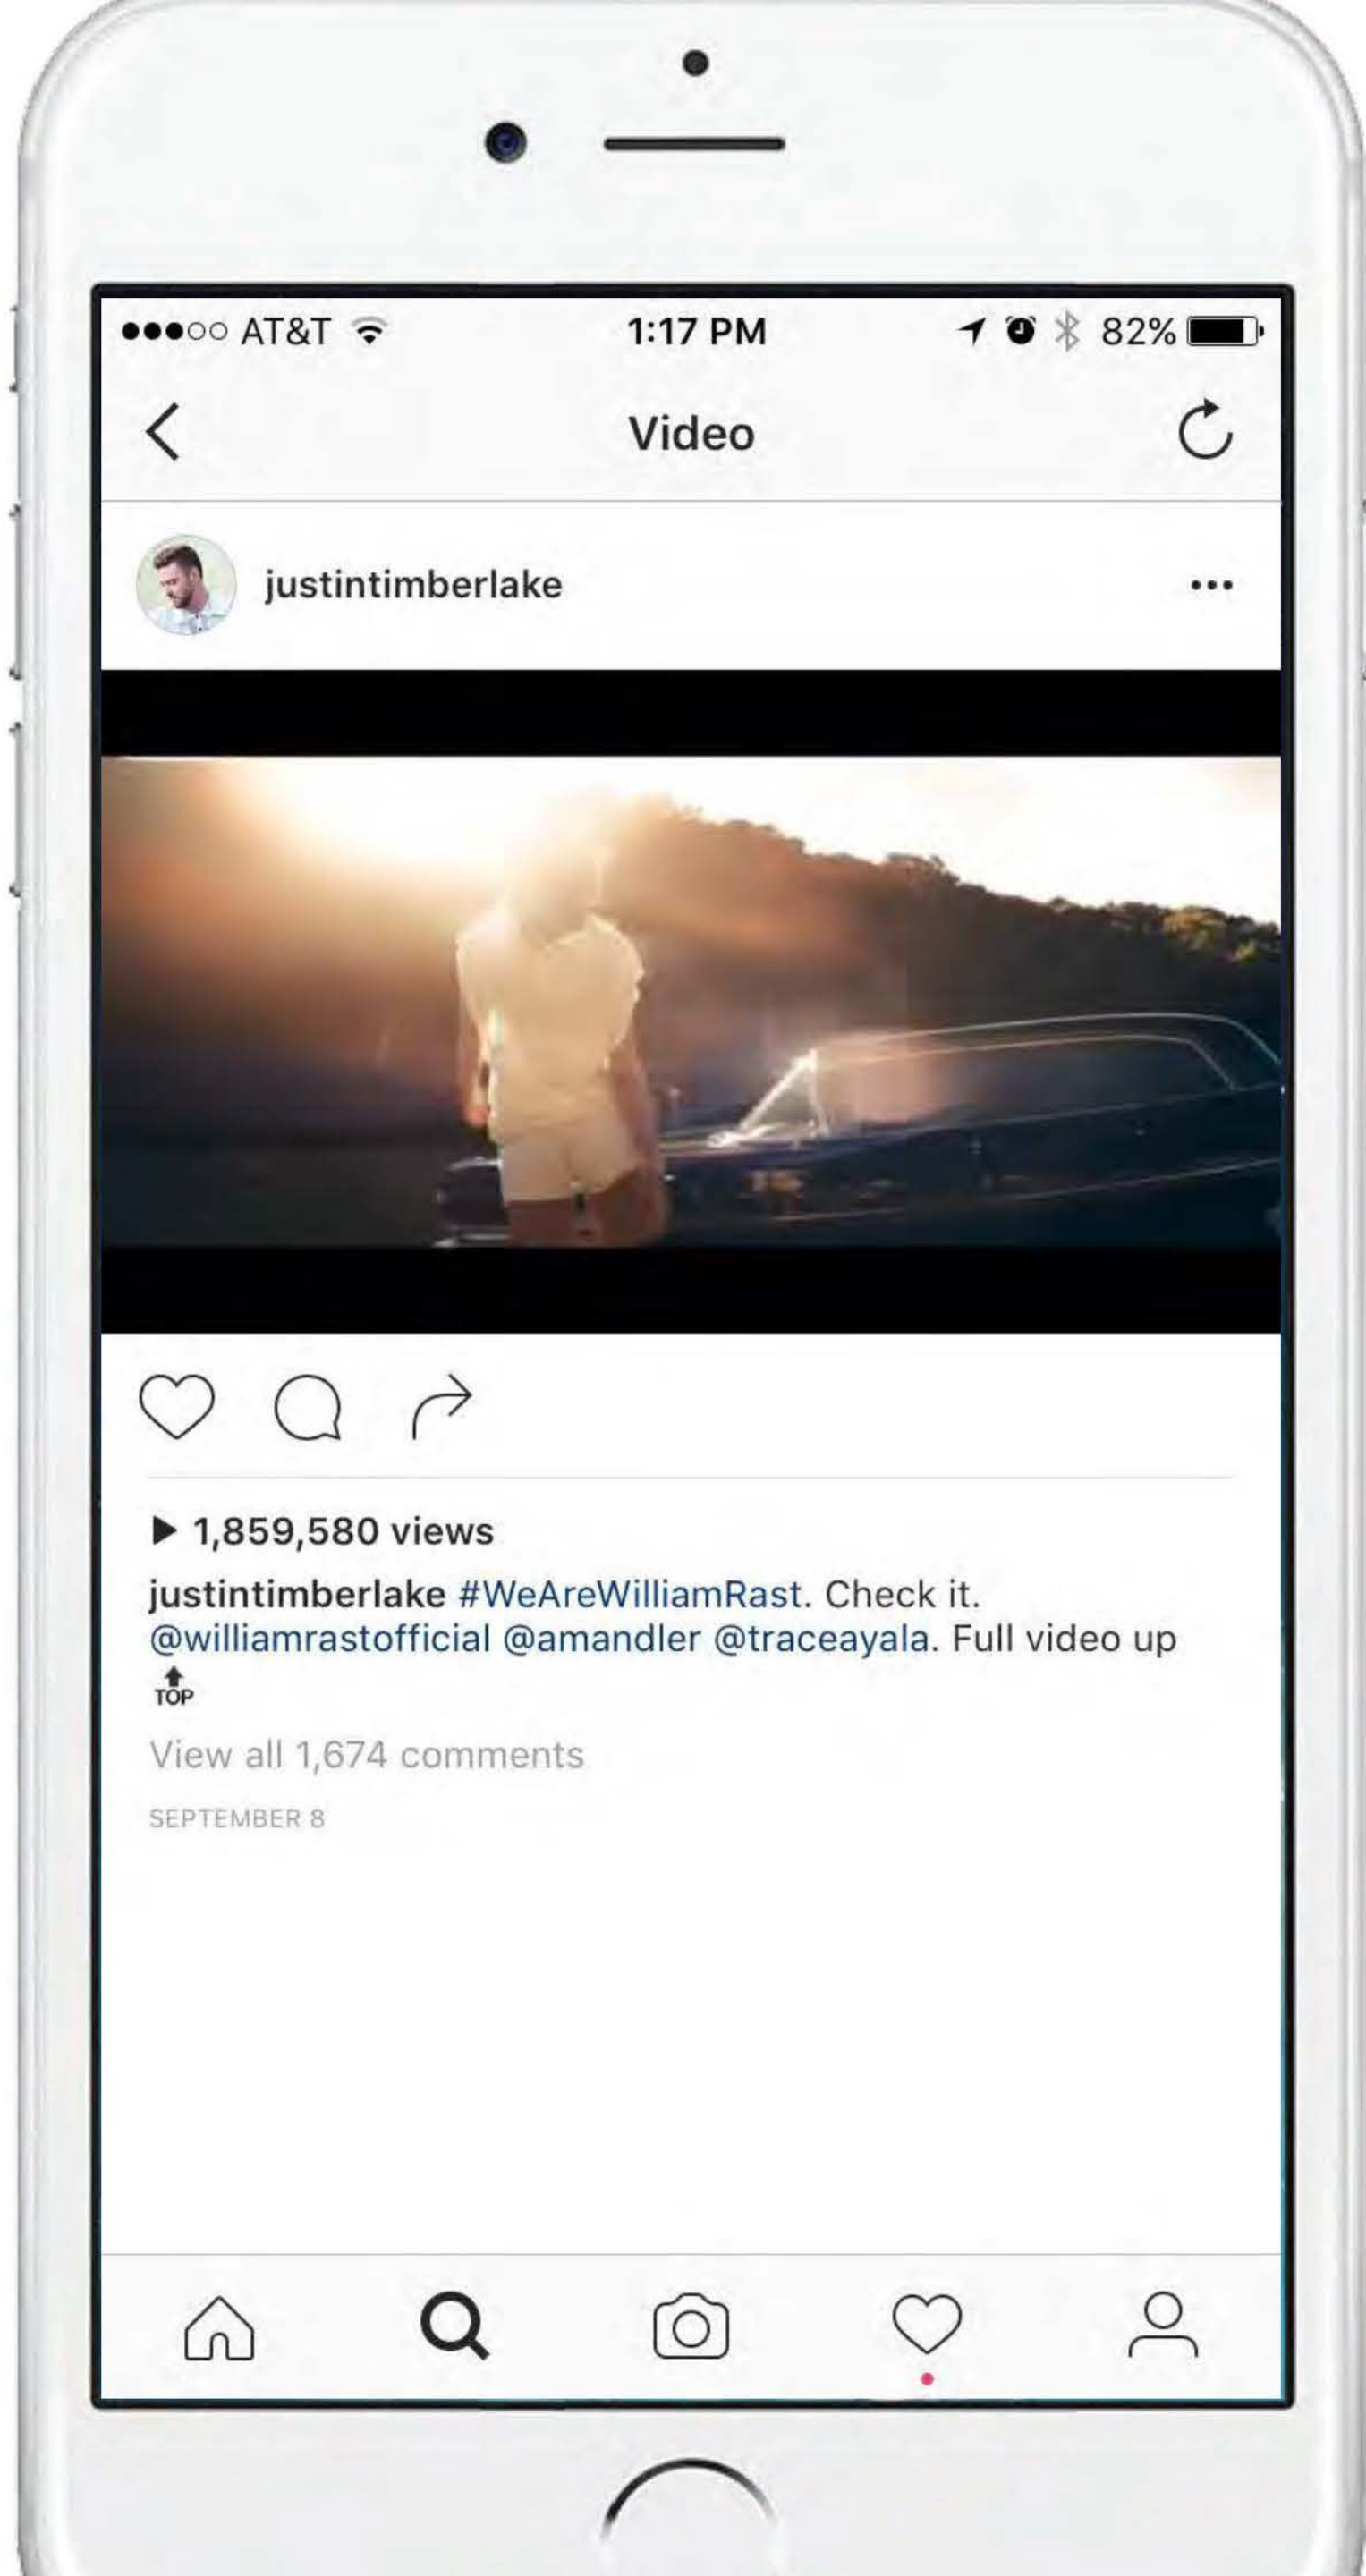 AT&T 1:17 PM 82%
Video
justintimberlake
1,859,580 views
justintimberlake #WeAreWilliamRast. Check it.
@williamrastofficial @amandler @traceayala. Full video up
TOP
View all 1,674 comments
SEPTEMBER 8